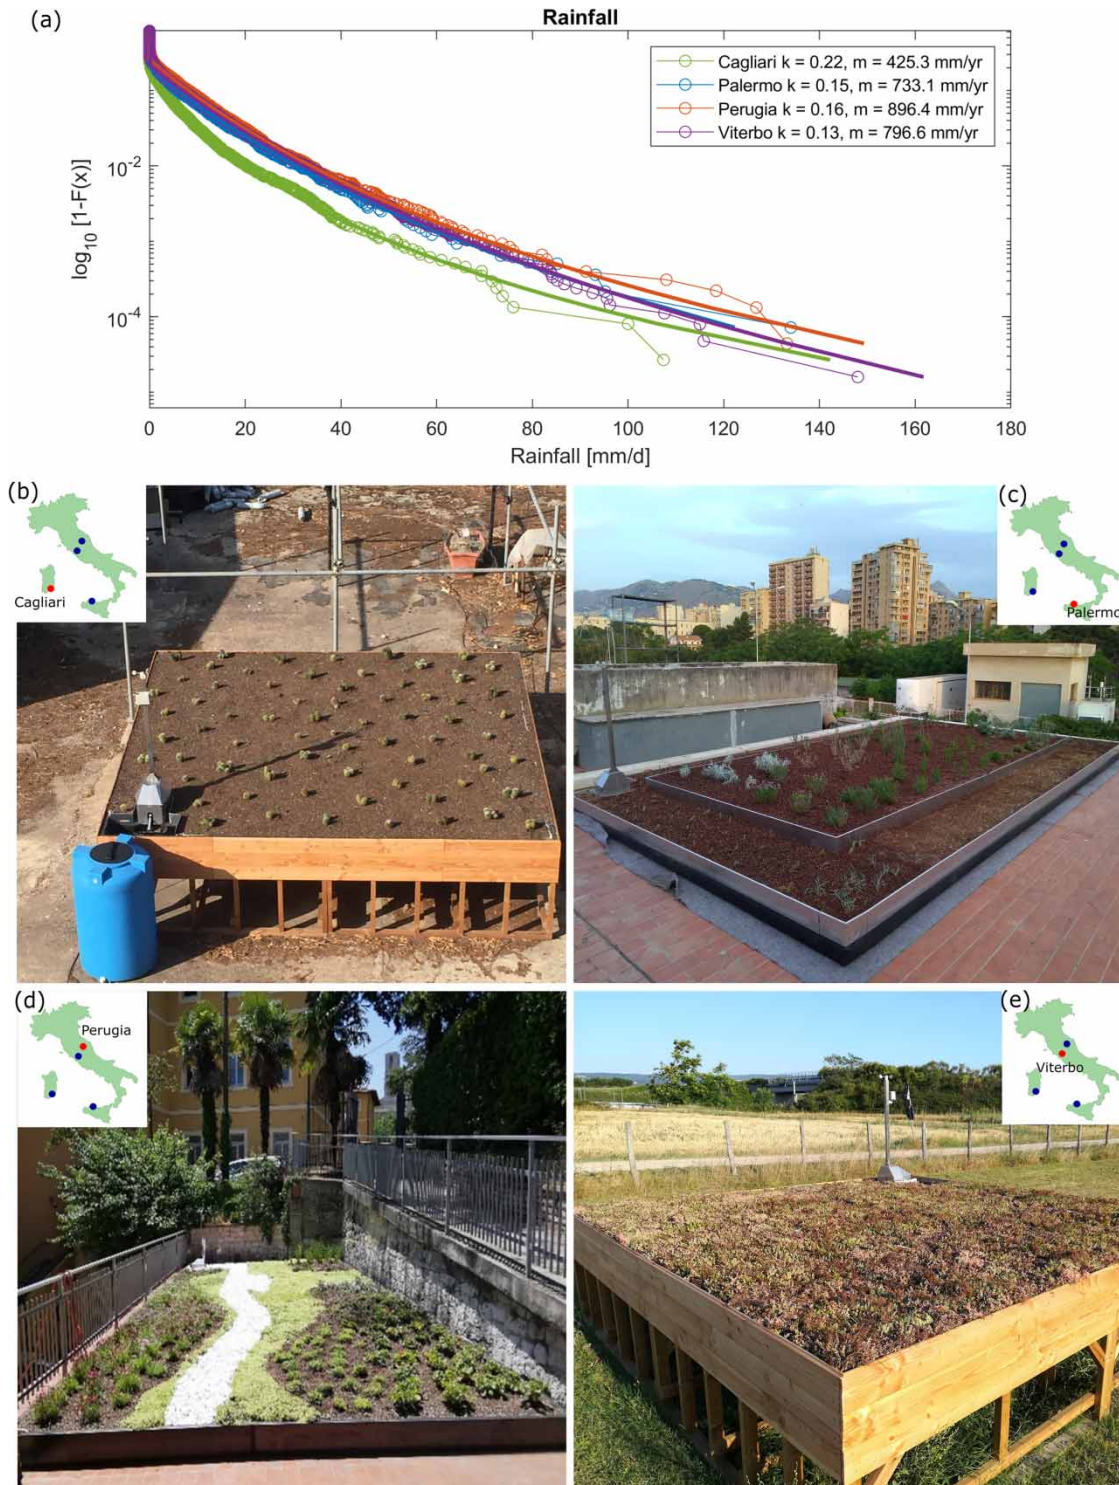 (a)
Rainfall
Cagliari k = 0.22, m = 425.3 mm/yr
Palermo k = 0.15, m = 733.1 mm/yr
Perugia k = 0.16, m = 896.4 mm/yr
Viterbo k = 0.13, m = 796.6 mm/yr
log10 [1-F(x)]
10-2
10-4
0 20 40 60 80 100 120 140 160 180
Rainfall [mm/d]
(b)
Cagliari
(c)
Palermo
(d)
Perugia
(e)
Viterbo